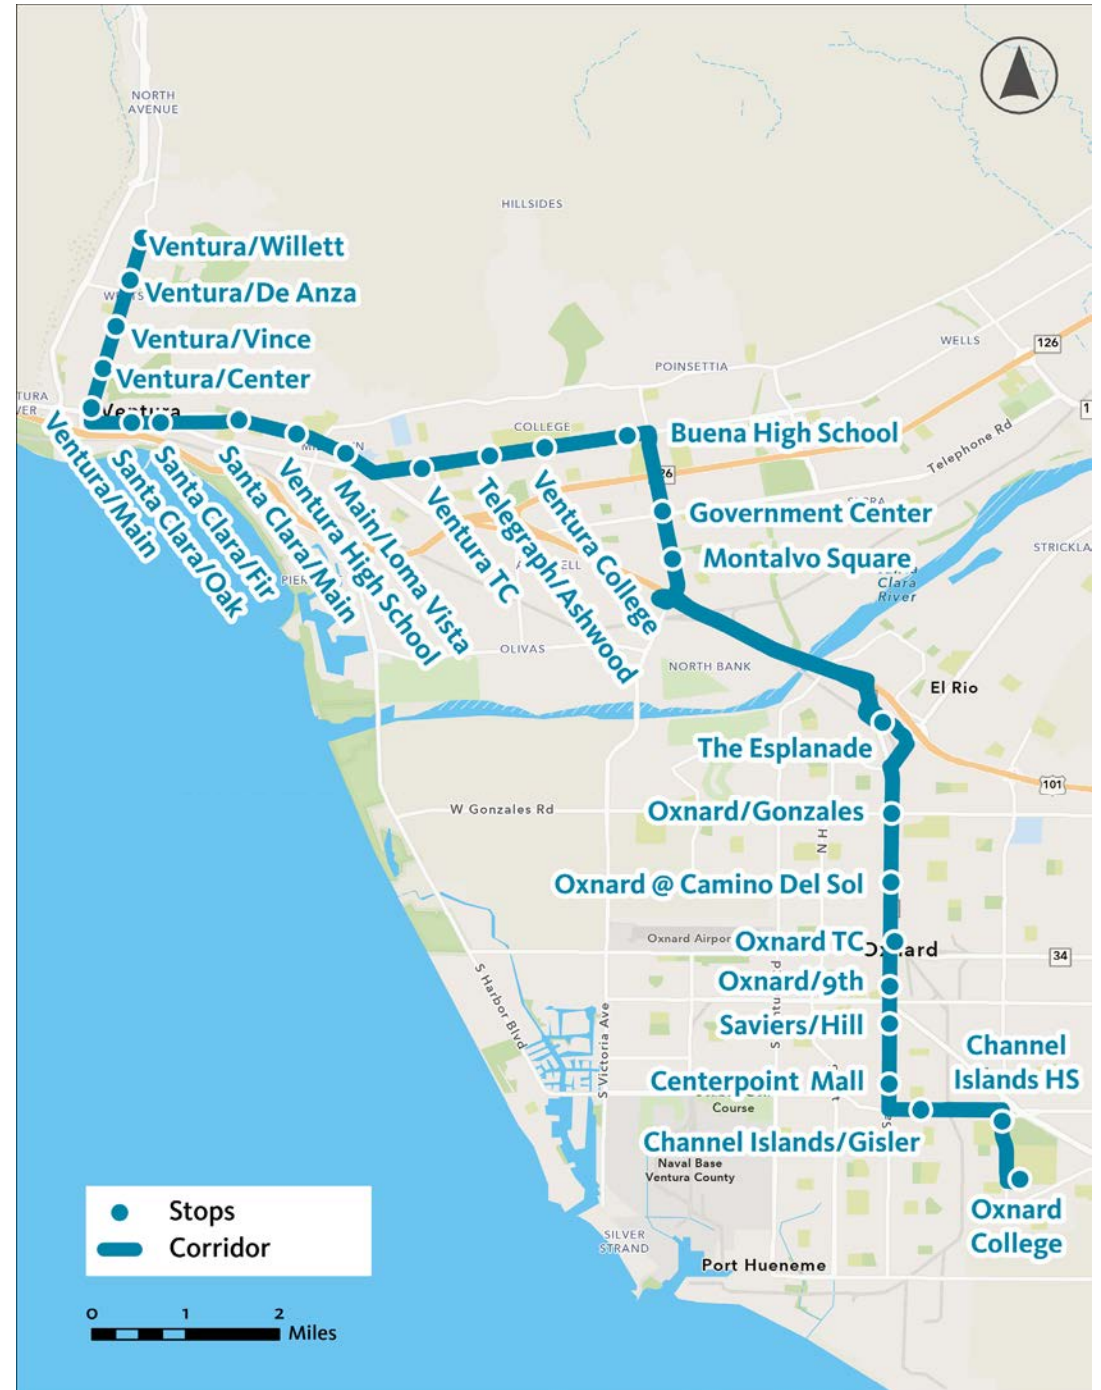 NORTH
AVENUE
HILLSIDES
Ventura/Willett
Ventura/De Anza
Ventura/Vince
WELLS
126
POINSETTIA
Ventura/Center
Ventura
Telephone Rd
COLLEGE
Buena High School
Ventura/Main
Santa Clara/Oak
Santa Clara/Fir
Santa Clara/Main
Ventura High School
Main/Loma Vista
Ventura TC
Telegraph/Ashwood
Ventura College
Government Center
Montalvo Square
Clara
River
OLIVAS
NORTH BANK
El Rio
The Esplanade
101
W Gonzales Rd
Oxnard/Gonzales
Oxnard @ Camino Del Sol
Oxnard Airpor
Oxnard TC
34
Oxnard/9th
S Harbor Blvd
S Victoria Ave
Saviers/Hill
Channel
Islands HS
Centerpoint Mall
Course
Channel Islands/Gisler
Naval Base
Ventura County
Oxnard
College
SILVER
STRAND
Port Hueneme
Stops
Corridor
0 1 2
Miles